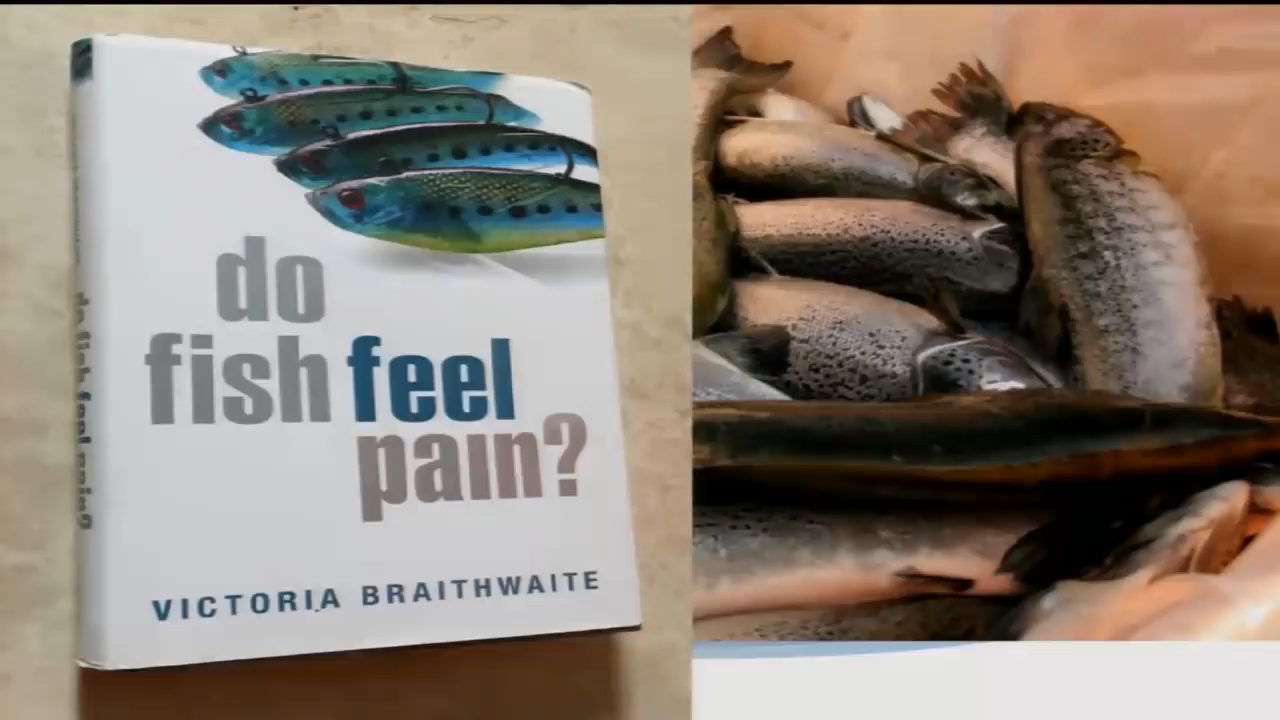 do
fish feel
pain?
VICTORIA BRAITHWAITE
do fish feel pain?